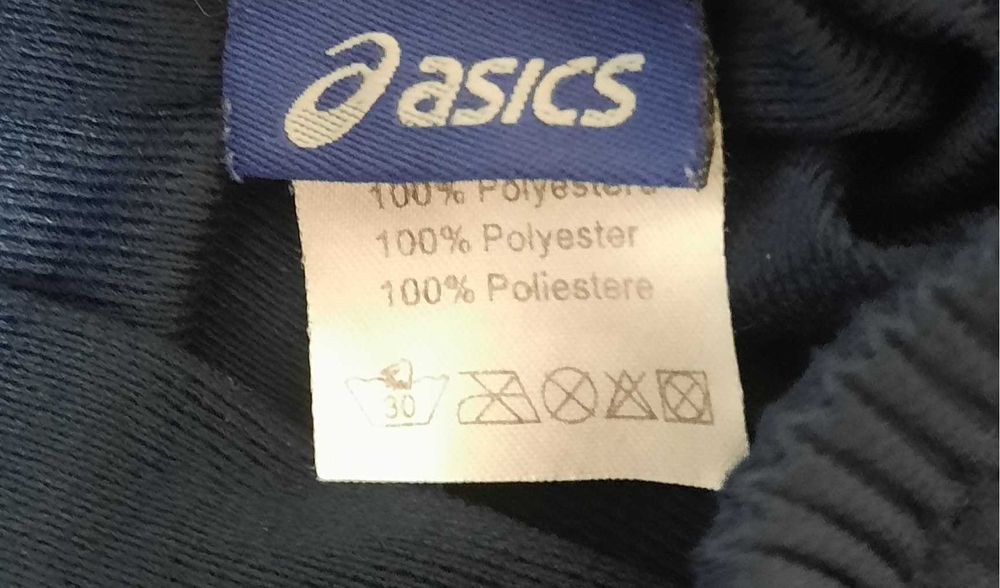 asics
100% Polyestere
100% Polyester
100% Poliestere
30